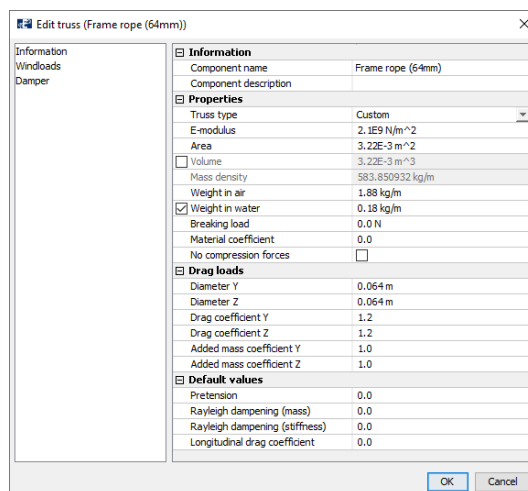 Edit truss (Frame rope (64mm))
Information
Windloads
Damper
Information
Component name Frame rope (64mm)
Component description
Properties
Truss type Custom
E-modulus 2.1E9 N/m^2
Area 3.22E-3 m^2
Volume 3.22E-3 m^3
Mass density 583.850932 kg/m
Weight in air 1.88 kg/m
Weight in water 0.18 kg/m
Breaking load 0.0 N
Material coefficient 0.0
No compression forces
Drag loads
Diameter Y 0.064 m
Diameter Z 0.064 m
Drag coefficient Y 1.2
Drag coefficient Z 1.2
Added mass coefficient Y 1.0
Added mass coefficient Z 1.0
Default values
Pretension 0.0
Rayleigh dampening (mass) 0.0
Rayleigh dampening (stiffness) 0.0
Longitudinal drag coefficient 0.0
OK Cancel